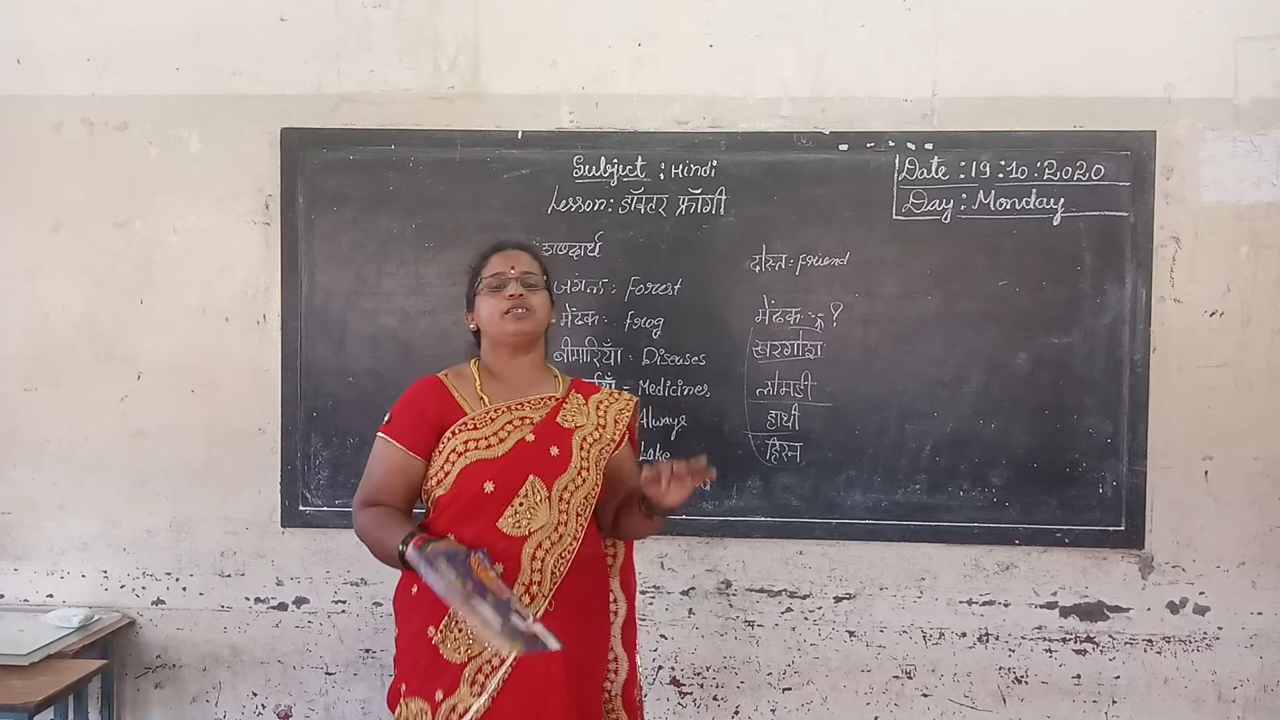 Subject : Hindi
Lesson: डॉक्टर फ्रॉगी
Date : 19 : 10 : 2020
Day : Monday
शब्दार्थ
जंगल : Forest
मेंढक : Frog
बीमारियाँ : Diseases
= Medicines
Always
Lake
दोस्त : Friend
मेंढक : ?
खरगोश
लोमडी
हाथी
हिरन